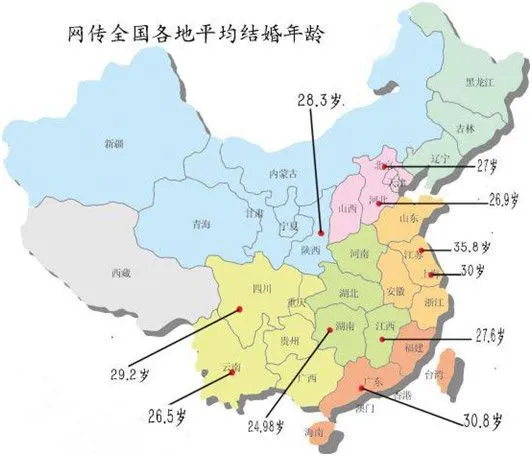 网传全国各地平均结婚年龄
黑龙江
28.3岁.
吉林
新疆
辽宁
北京
27岁
内蒙古
天津
26.9岁
河北
山西
甘肃
宁夏
山东
青海
35.8岁
陕西
河南
江苏
30岁
上海
西藏
四川
安徽
湖北
重庆
浙江
湖南
江西
27.6岁
贵州
福建
29.2岁
云南
台湾
广西
广东
香港
26.5岁
24.98岁
澳门
30.8岁
海南